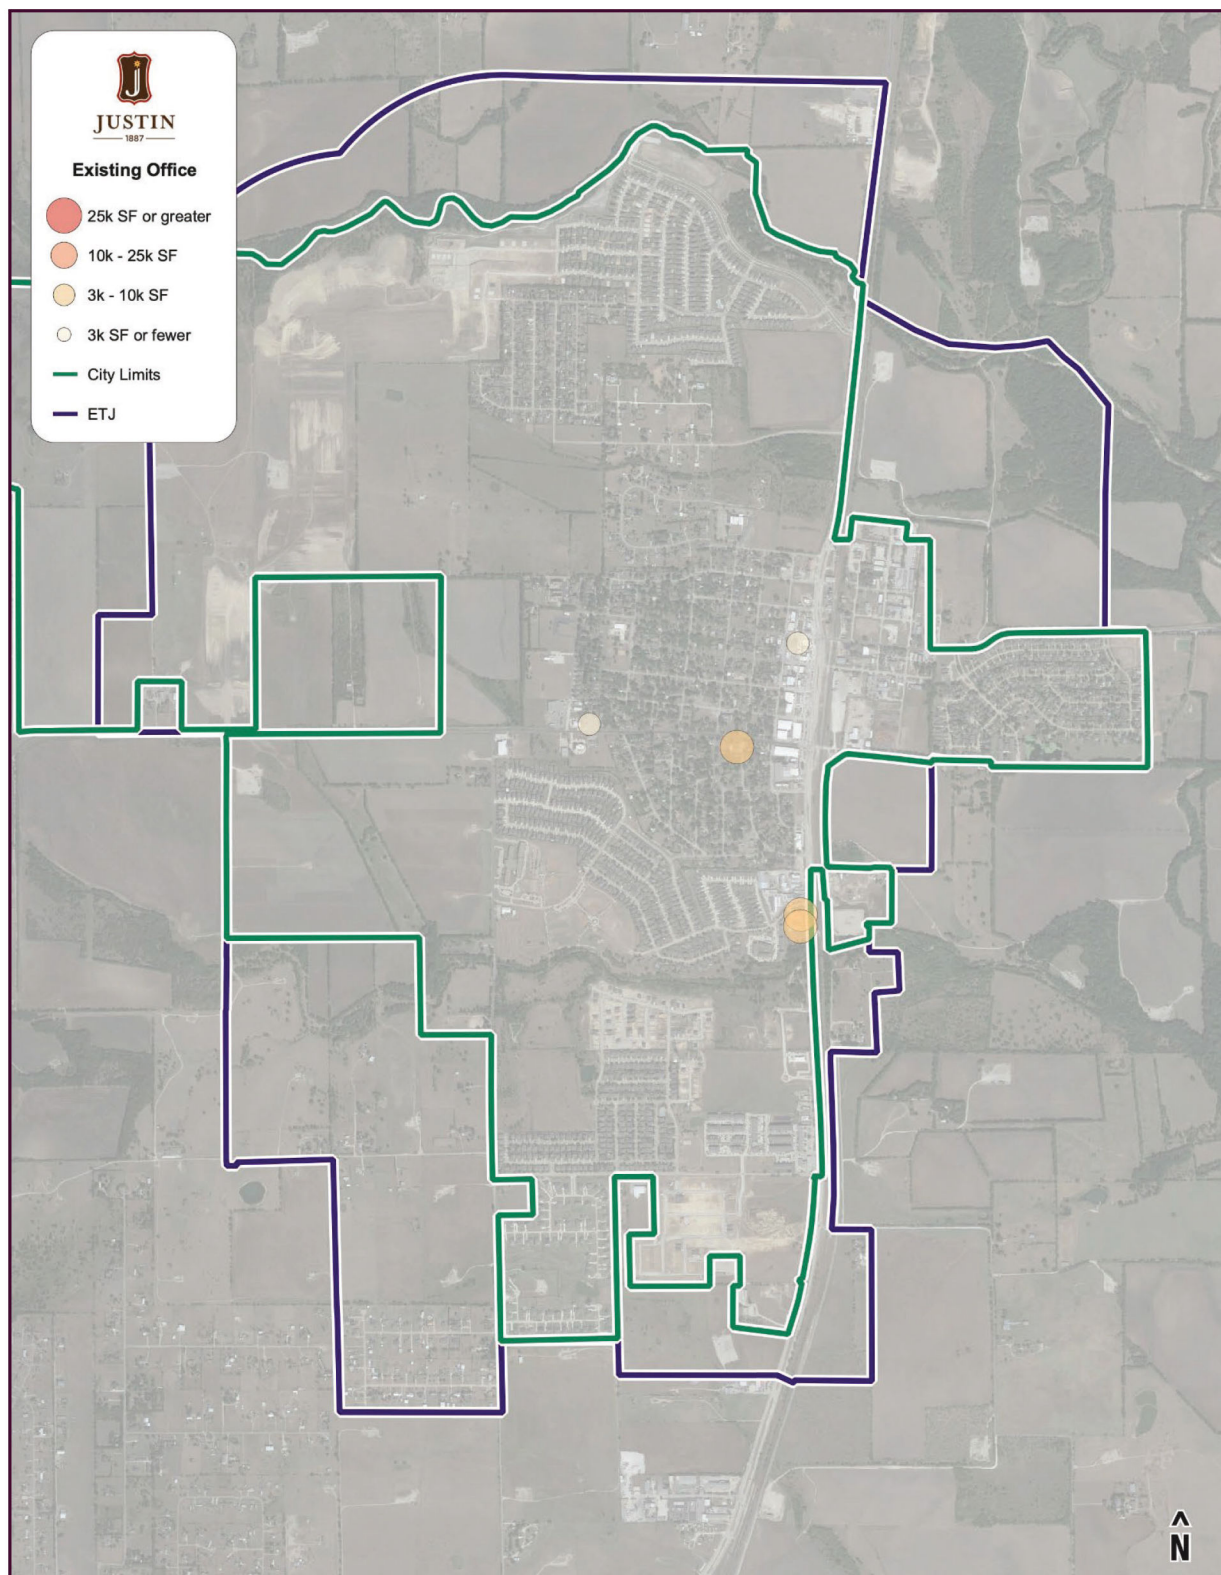 J
JUSTIN
1887
Existing Office
25k SF or greater
10k - 25k SF
3k - 10k SF
3k SF or fewer
City Limits
ETJ
N